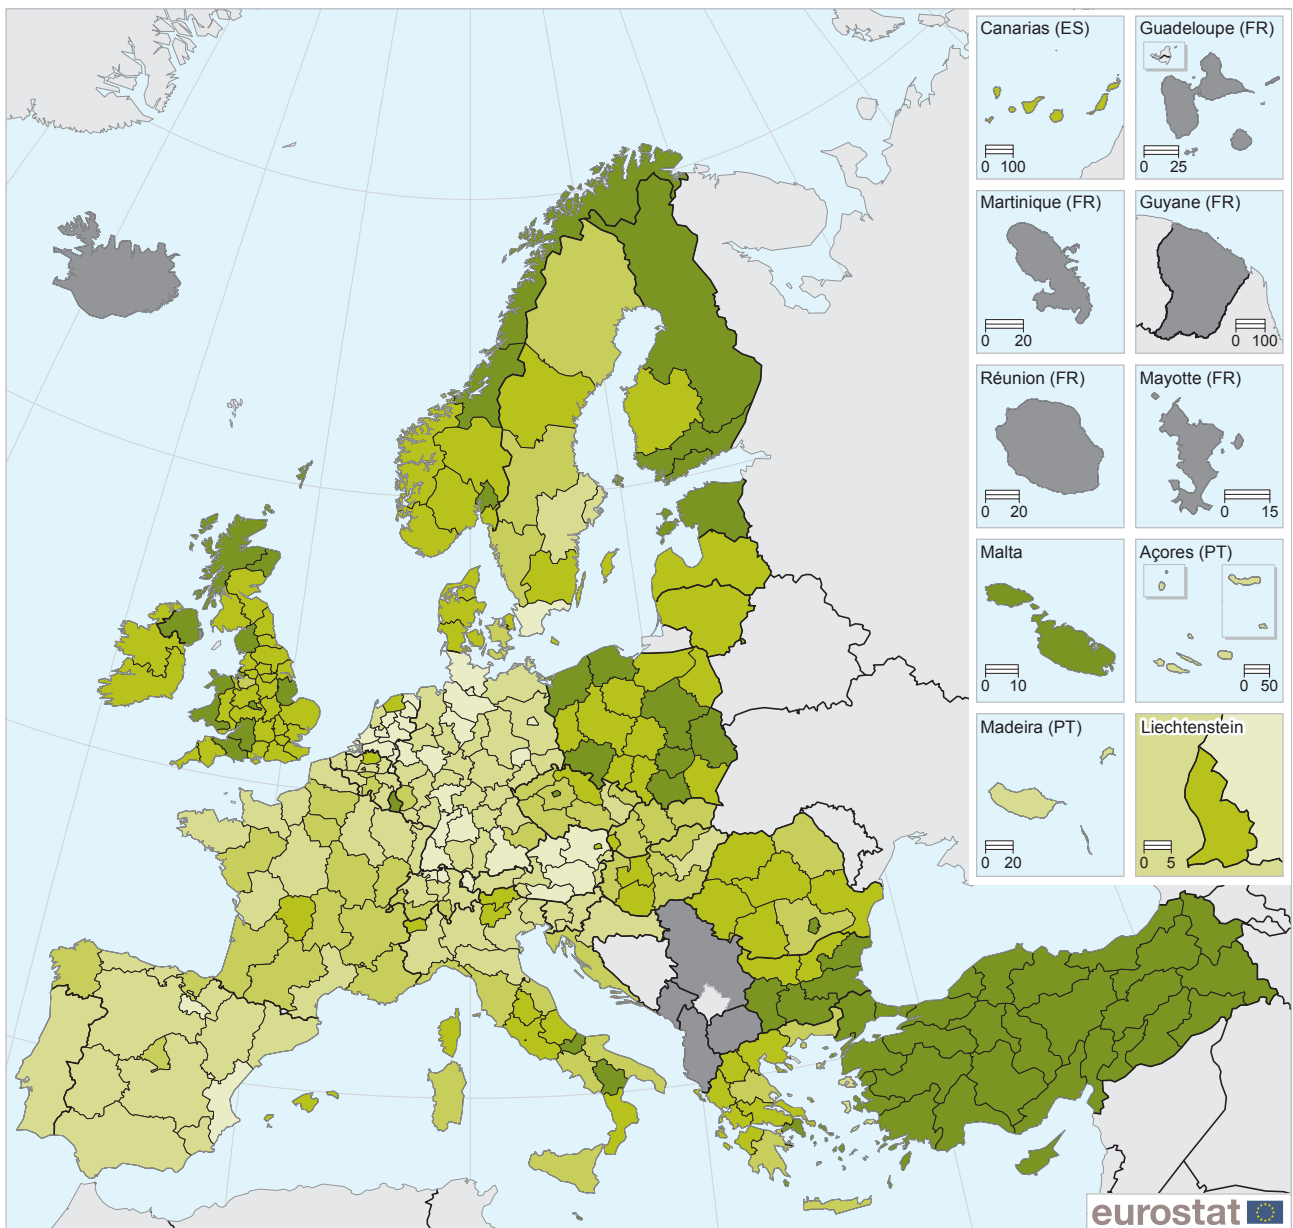 Canarias (ES)
0 100
Guadeloupe (FR)
0 25
Martinique (FR)
0 20
Guyane (FR)
0 100
Réunion (FR)
0 20
Mayotte (FR)
0 15
Malta
0 10
Açores (PT)
0 50
Madeira (PT)
0 20
Liechtenstein
0 5
eurostat